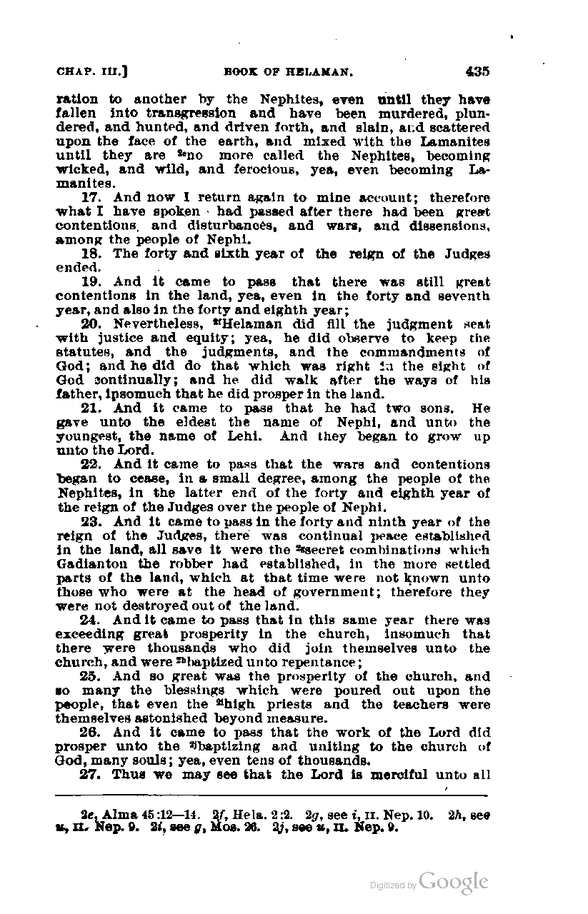 CHAP. III.] BOOK OF HELAMAN. 435
ration to another by the Nephites, even until they have
fallen into transgression and have been murdered, plun-
dered, and hunted, and driven forth, and slain, and scattered
upon the face of the earth, and mixed with the Lamanites
until they are 2eno more called the Nephites, becoming
wicked, and wild, and ferocious, yea, even becoming La-
manites.
17. And now I return again to mine account; therefore
what I have spoken had passed after there had been great
contentions, and disturbances, and wars, and dissensions,
among the people of Nephi.
18. The forty and sixth year of the reign of the Judges
ended.
19. And it came to pass that there was still great
contentions in the land, yea, even in the forty and seventh
year, and also in the forty and eighth year;
20. Nevertheless, 2fHelaman did fill the judgment seat
with justice and equity; yea, he did observe to keep the
statutes, and the judgments, and the commandments of
God; and he did do that which was right in the sight of
God continually; and he did walk after the ways of his
father, insomuch that he did prosper in the land.
21. And it came to pass that he had two sons. He
gave unto the eldest the name of Nephi, and unto the
youngest, the name of Lehi. And they began to grow up
unto the Lord.
22. And it came to pass that the wars and contentions
began to cease, in a small degree, among the people of the
Nephites, in the latter end of the forty and eighth year of
the reign of the Judges over the people of Nephi.
23. And it came to pass in the forty and ninth year of the
reign of the Judges, there was continual peace established
in the land, all save it were the 2gsecret combinations which
Gadianton the robber had established, in the more settled
parts of the land, which at that time were not known unto
those who were at the head of government; therefore they
were not destroyed out of the land.
24. And it came to pass that in this same year there was
exceeding great prosperity in the church, insomuch that
there were thousands who did join themselves unto the
church, and were 2hbaptized unto repentance;
25. And so great was the prosperity of the church, and
so many the blessings which were poured out upon the
people, that even the 2ihigh priests and the teachers were
themselves astonished beyond measure.
26. And it came to pass that the work of the Lord did
prosper unto the 2jbaptizing and uniting to the church of
God, many souls; yea, even tens of thousands.
27. Thus we may see that the Lord is merciful unto all
2e, Alma 45:12—14. 2f, Hela. 2:2. 2g, see i, II. Nep. 10. 2h, see
u, II. Nep. 9. 2i, see g, Mos. 26. 2j, see u, II. Nep. 9.
Digitized by Google